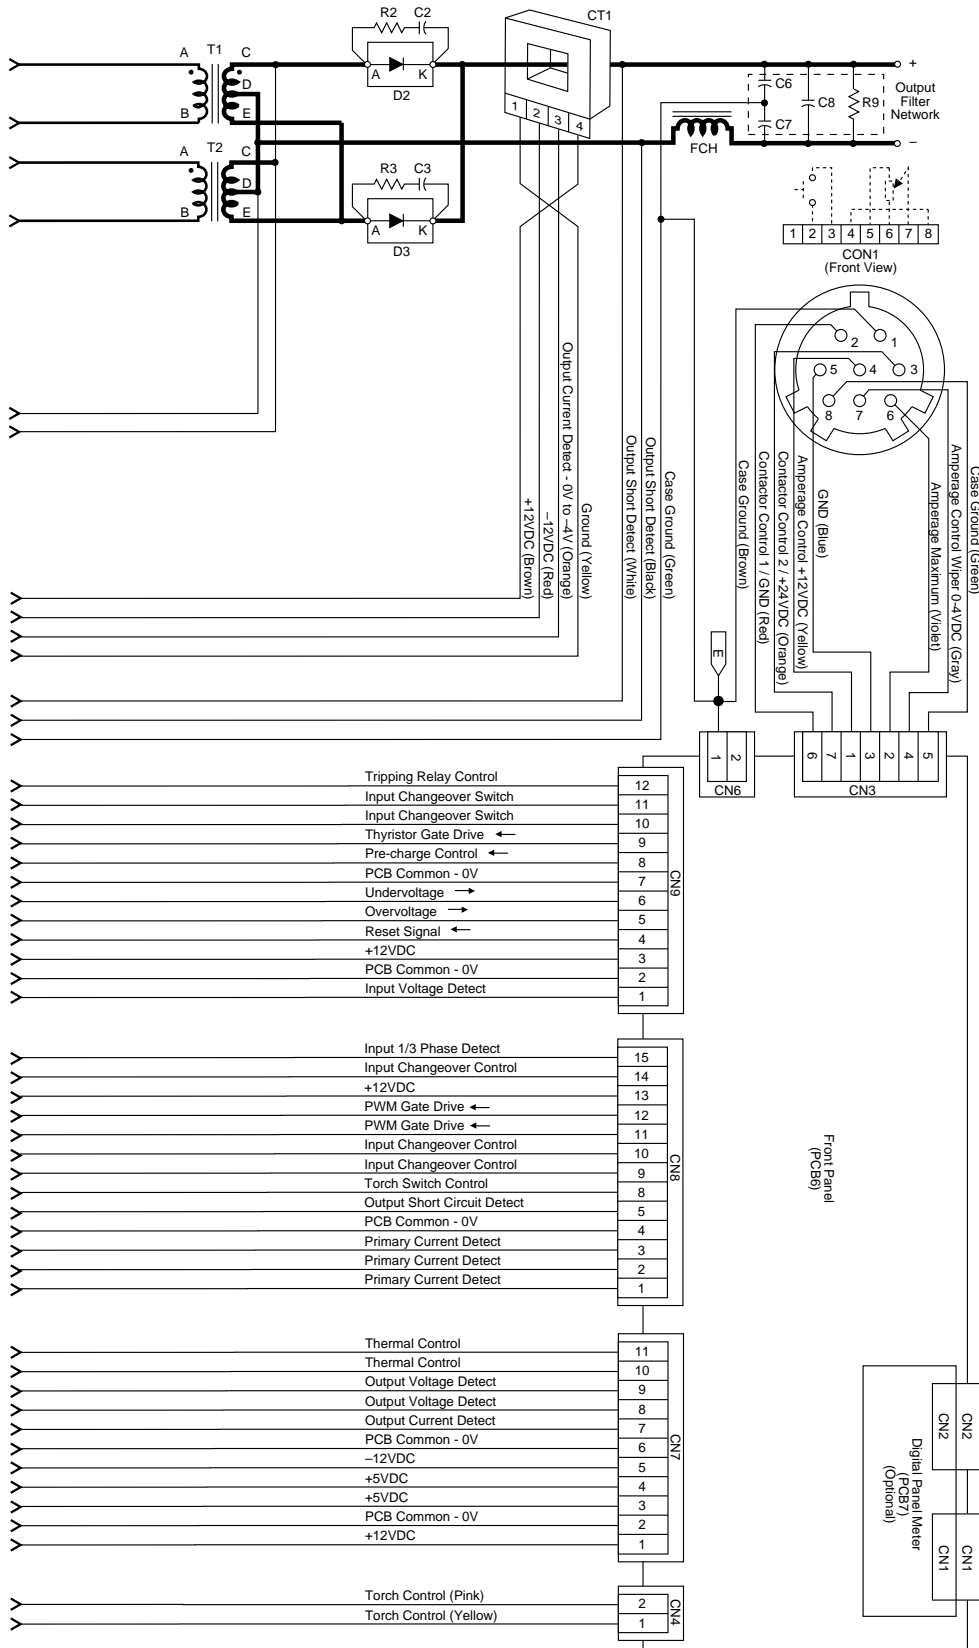 R2 C2
CT1
A T1 C
D
B E
A K
D2
1 2 3 4
+
C6
C8
R9
C7
Output
Filter
Network
FCH
–
A T2 C
D
B E
R3 C3
A K
D3
1 2 3 4 5 6 7 8
CON1
(Front View)
2 1
5 4 3
8 7 6
+12VDC (Brown)
–12VDC (Red)
Output Current Detect - 0V to –4V (Orange)
Ground (Yellow)
Output Short Detect (White)
Output Short Detect (Black)
Case Ground (Green)
Case Ground (Brown)
Contactor Control 1 / GND (Red)
Contactor Control 2 / +24VDC (Orange)
Amperage Control +12VDC (Yellow)
GND (Blue)
Amperage Maximum (Violet)
Amperage Control Wiper 0-4VDC (Gray)
Case Ground (Green)
E
1 2
CN6
6 7 1 3 2 4 5
CN3
Tripping Relay Control 12
Input Changeover Switch 11
Input Changeover Switch 10
Thyristor Gate Drive ← 9
Pre-charge Control ← 8
PCB Common - 0V 7
Undervoltage → 6
Overvoltage → 5
Reset Signal ← 4
+12VDC 3
PCB Common - 0V 2
Input Voltage Detect 1
CN9
Input 1/3 Phase Detect 15
Input Changeover Control 14
+12VDC 13
PWM Gate Drive ← 12
PWM Gate Drive ← 11
Input Changeover Control 10
Input Changeover Control 9
Torch Switch Control 8
Output Short Circuit Detect 5
PCB Common - 0V 4
Primary Current Detect 3
Primary Current Detect 2
Primary Current Detect 1
CN8
Front Panel
(PCB6)
Thermal Control 11
Thermal Control 10
Output Voltage Detect 9
Output Voltage Detect 8
Output Current Detect 7
PCB Common - 0V 6
–12VDC 5
+5VDC 4
+5VDC 3
PCB Common - 0V 2
+12VDC 1
CN7
CN2 CN2
CN1 CN1
Digital Panel Meter
(PCB7)
(Optional)
Torch Control (Pink) 2
Torch Control (Yellow) 1
CN4